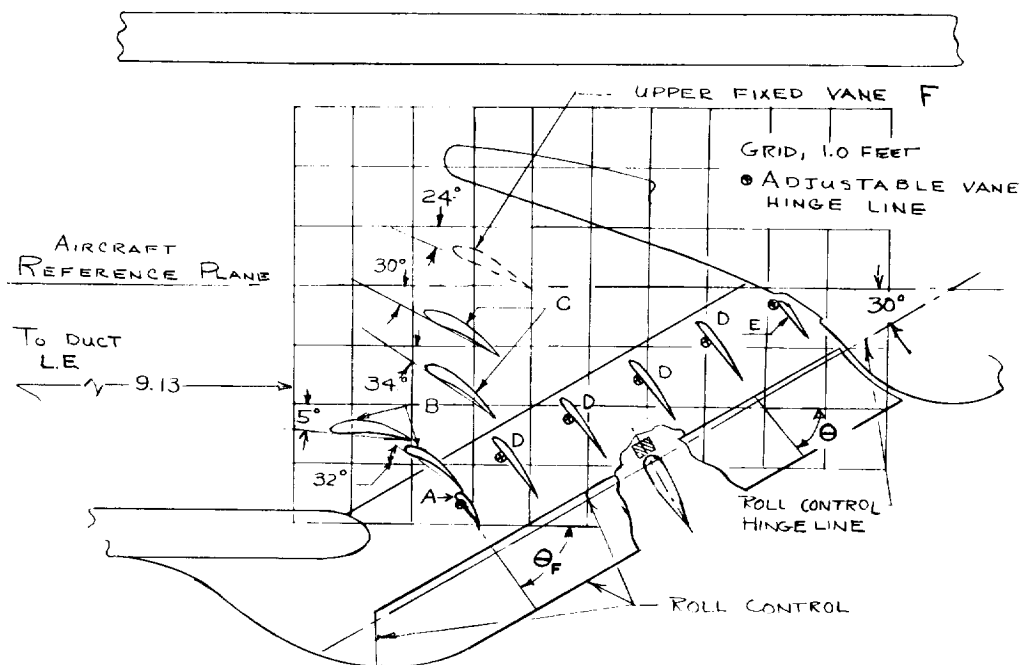 UPPER FIXED VANE F
GRID, 1.0 FEET
ADJUSTABLE VANE
HINGE LINE
24°
AIRCRAFT
REFERENCE PLANE
30°
C
30°
E
D
TO DUCT
L.E
9.13
34°
D
5°
B
D
D
32°
A
Θ
ROLL CONTROL
HINGE LINE
ΘF
ROLL CONTROL